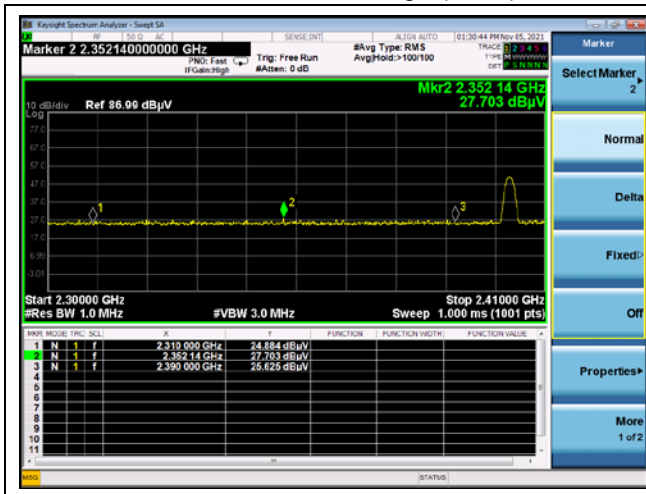 Keysight Spectrum Analyzer - Swept SA
RF 50 Ω AC SENSE:INT ALIGN AUTO 01:30:44 PM Nov 05, 2021
Marker 2 2.352140000000 GHz
#Avg Type: RMS
TRACE 1 2 3 4 5 6
PNO: Fast Trig: Free Run Avg|Hold:>100/100 TYPE M WWWWW
IFGain:High #Atten: 0 dB DET P S N N N N
Mkr2 2.352 14 GHz
27.703 dBµV
10 dB/div Ref 86.99 dBµV
Log
77.0
67.0
57.0
47.0
37.0
27.0
17.0
6.99
-3.01
1
2
3
Start 2.30000 GHz Stop 2.41000 GHz
#Res BW 1.0 MHz #VBW 3.0 MHz Sweep 1.000 ms (1001 pts)
MKR MODE TRC SCL X Y FUNCTION FUNCTION WIDTH FUNCTION VALUE
1 N 1 f 2.310 000 GHz 24.884 dBµV
2 N 1 f 2.352 14 GHz 27.703 dBµV
3 N 1 f 2.390 000 GHz 25.625 dBµV
4
5
6
7
8
9
10
11
MSG STATUS
Marker
Select Marker
2
Normal
Delta
Fixed
Off
Properties
More
1 of 2